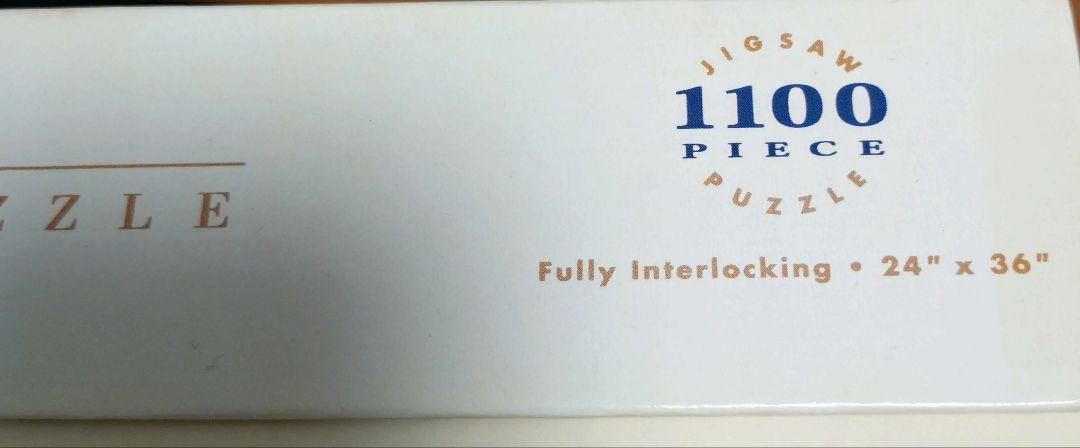 ZZLE
JIGSAW
1100
PIECE
PUZZLE
Fully Interlocking • 24" x 36"